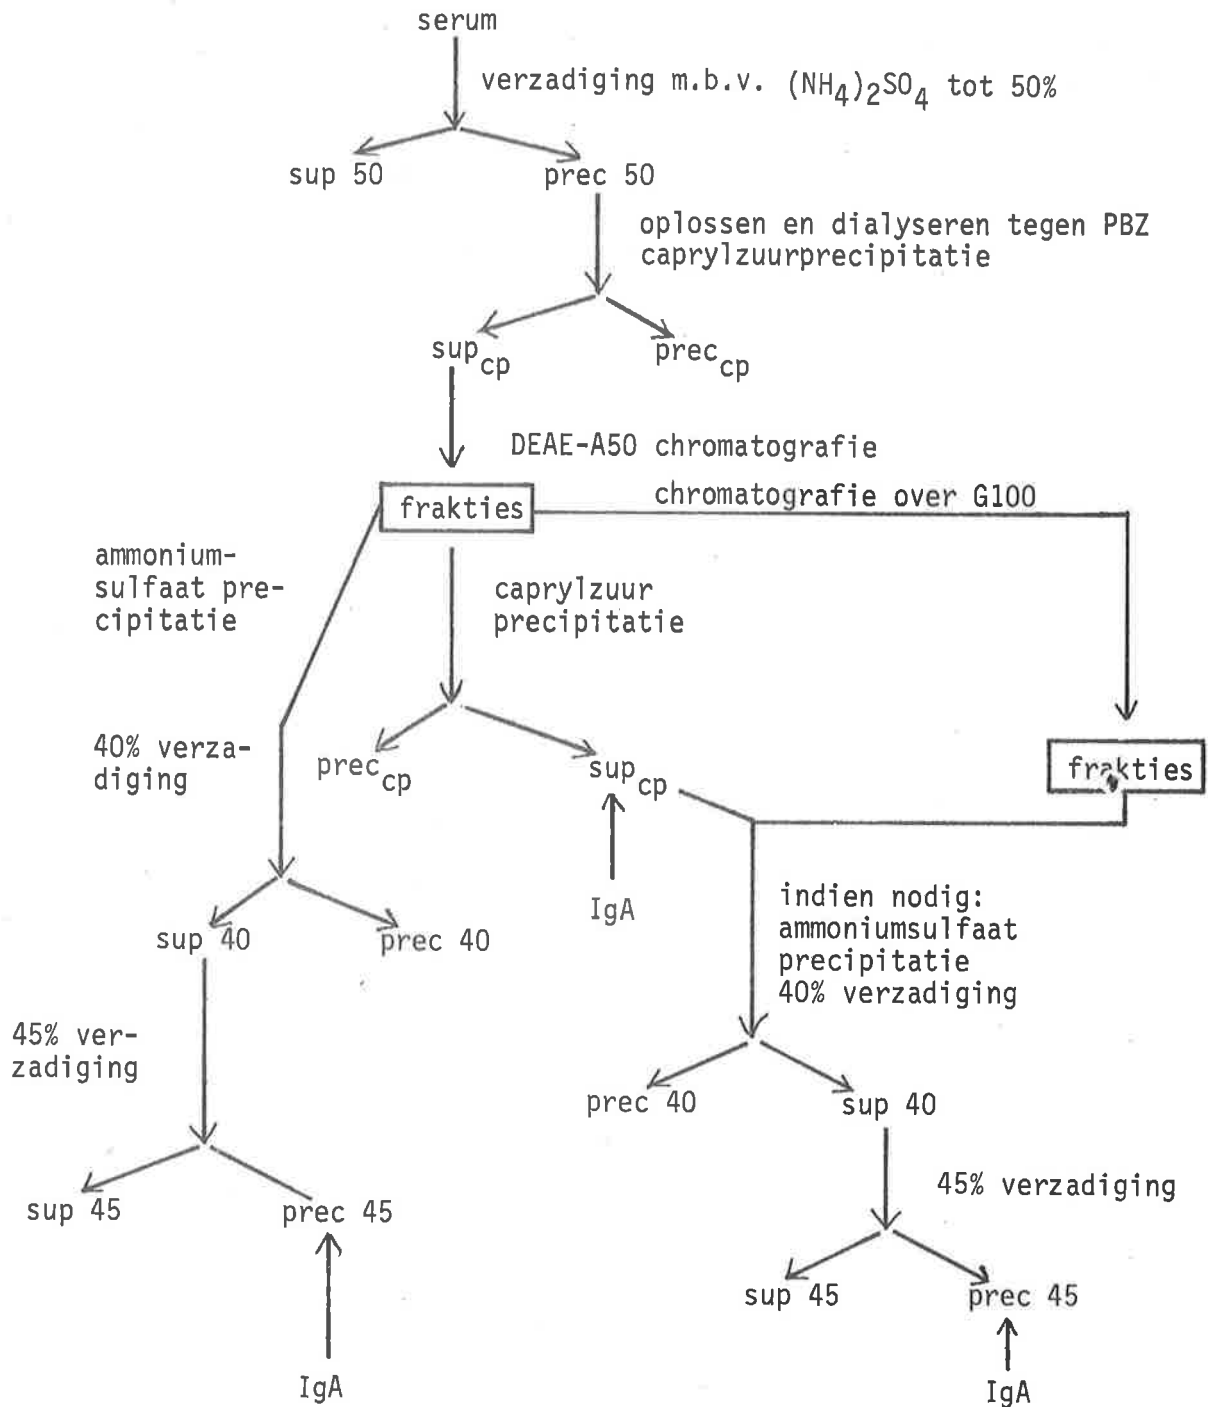 serum
verzadiging m.b.v. (NH4)2SO4 tot 50%
sup 50
prec 50
oplossen en dialyseren tegen PBZ
caprylzuurprecipitatie
supcp
preccp
DEAE-A50 chromatografie
chromatografie over G100
frakties
ammonium-
sulfaat pre-
cipitatie
caprylzuur
precipitatie
40% verza-
diging
preccp
supcp
frakties
IgA
indien nodig:
ammoniumsulfaat
precipitatie
40% verzadiging
sup 40
prec 40
45% ver-
zadiging
prec 40
sup 40
45% verzadiging
sup 45
prec 45
sup 45
prec 45
IgA
IgA